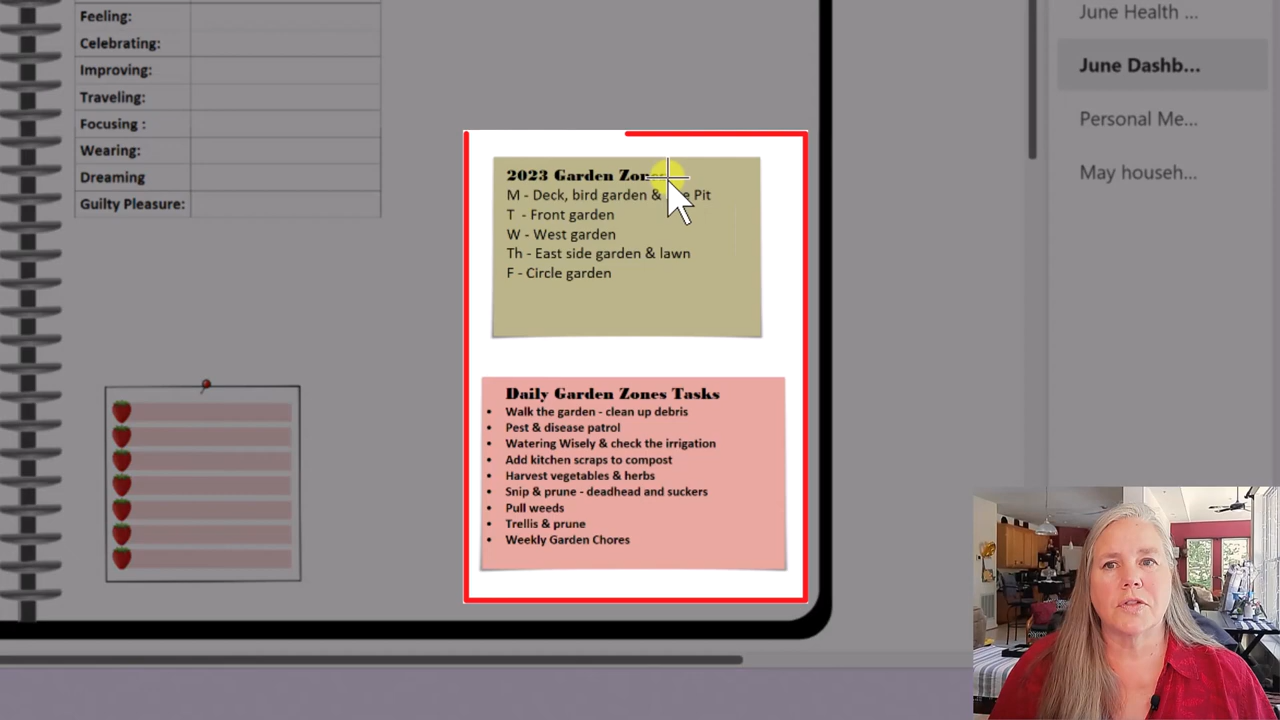 Feeling:
Celebrating:
Improving:
Traveling:
Focusing :
Wearing:
Dreaming
Guilty Pleasure:
2023 Garden
M - Deck, bird garden & Pit
T - Front garden
W - West garden
Th - East side garden & lawn
F - Circle garden
Daily Garden Zones Tasks
• Walk the garden - clean up debris
• Pest & disease patrol
• Watering Wisely & check the irrigation
• Add kitchen scraps to compost
• Harvest vegetables & herbs
• Snip & prune - deadhead and suckers
• Pull weeds
• Trellis & prune
• Weekly Garden Chores
June Health ...
June Dashb...
Personal Me...
May househ...